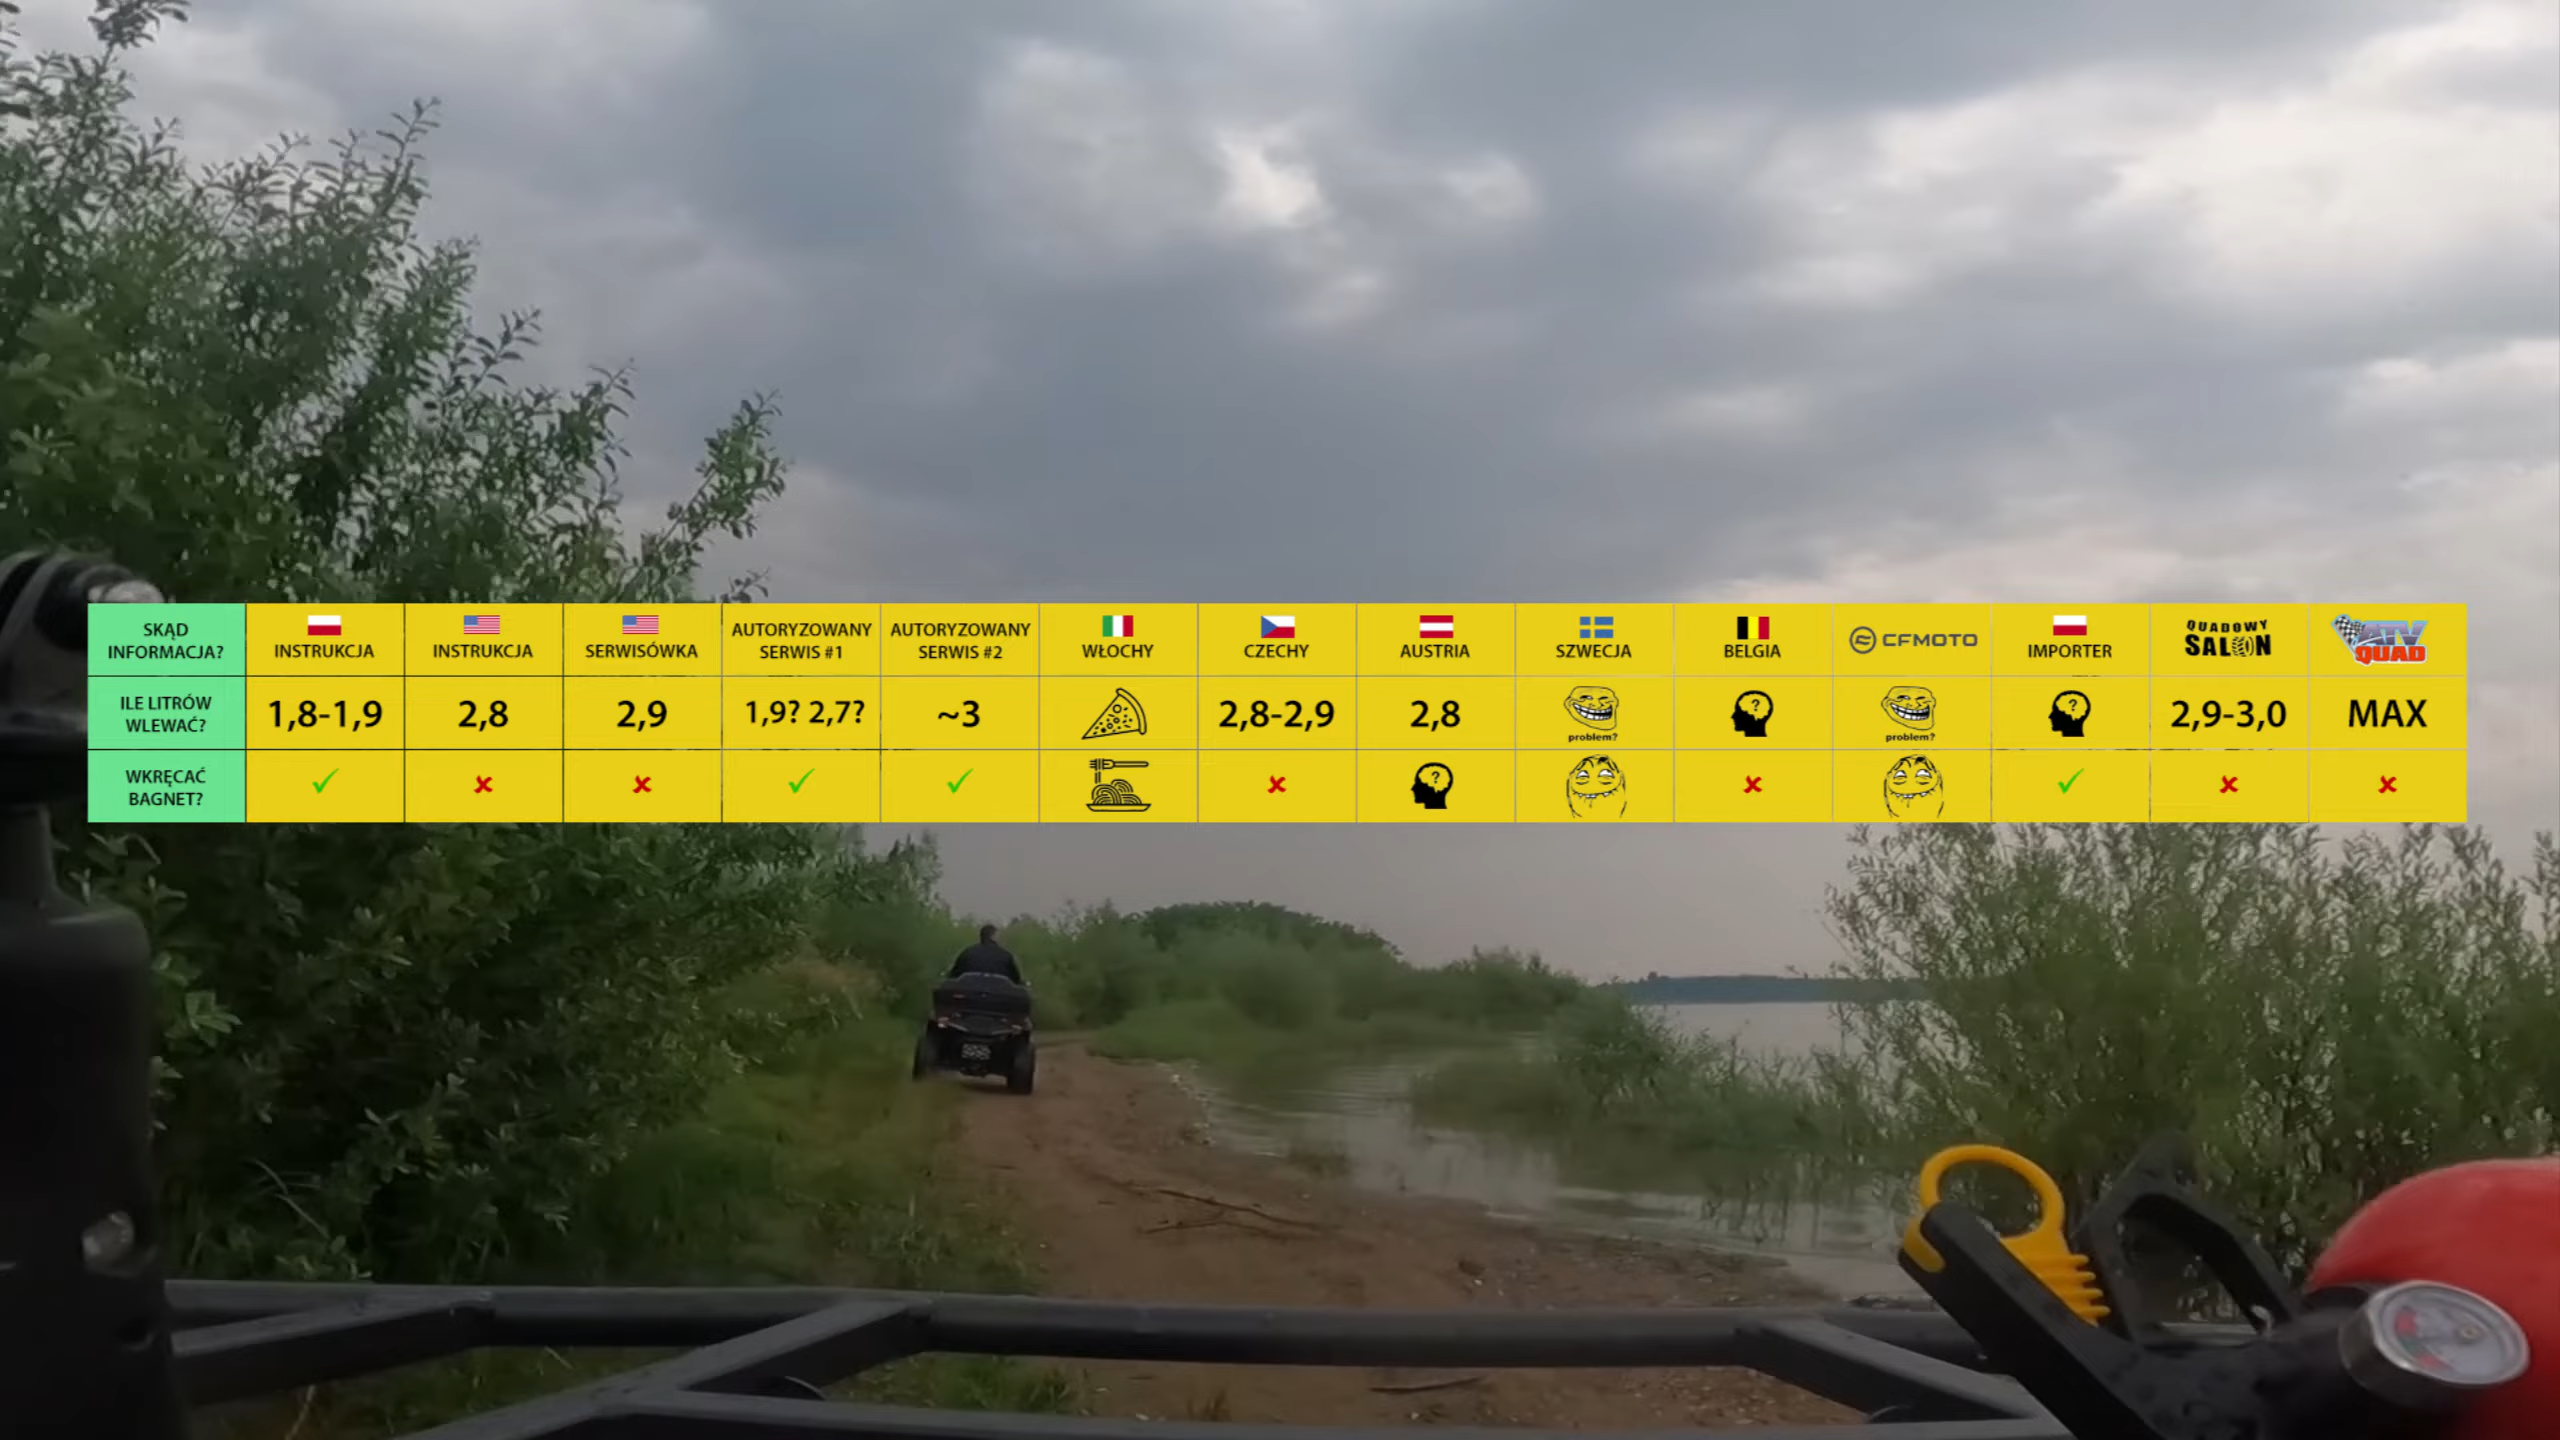 SKĄD
INFORMACJA?
INSTRUKCJA
INSTRUKCJA
SERWISÓWKA
AUTORYZOWANY
SERWIS #1
AUTORYZOWANY
SERWIS #2
WŁOCHY
CZECHY
AUSTRIA
SZWECJA
BELGIA
CFMOTO
IMPORTER
QUADOWY
SALON
ATV
QUAD
ILE LITRÓW
WLEWAĆ?
1,8-1,9
2,8
2,9
1,9? 2,7?
~3
?
problem?
2,8-2,9
2,8
problem?
?
2,9-3,0
MAX
WKRĘCAĆ
BAGNET?
?